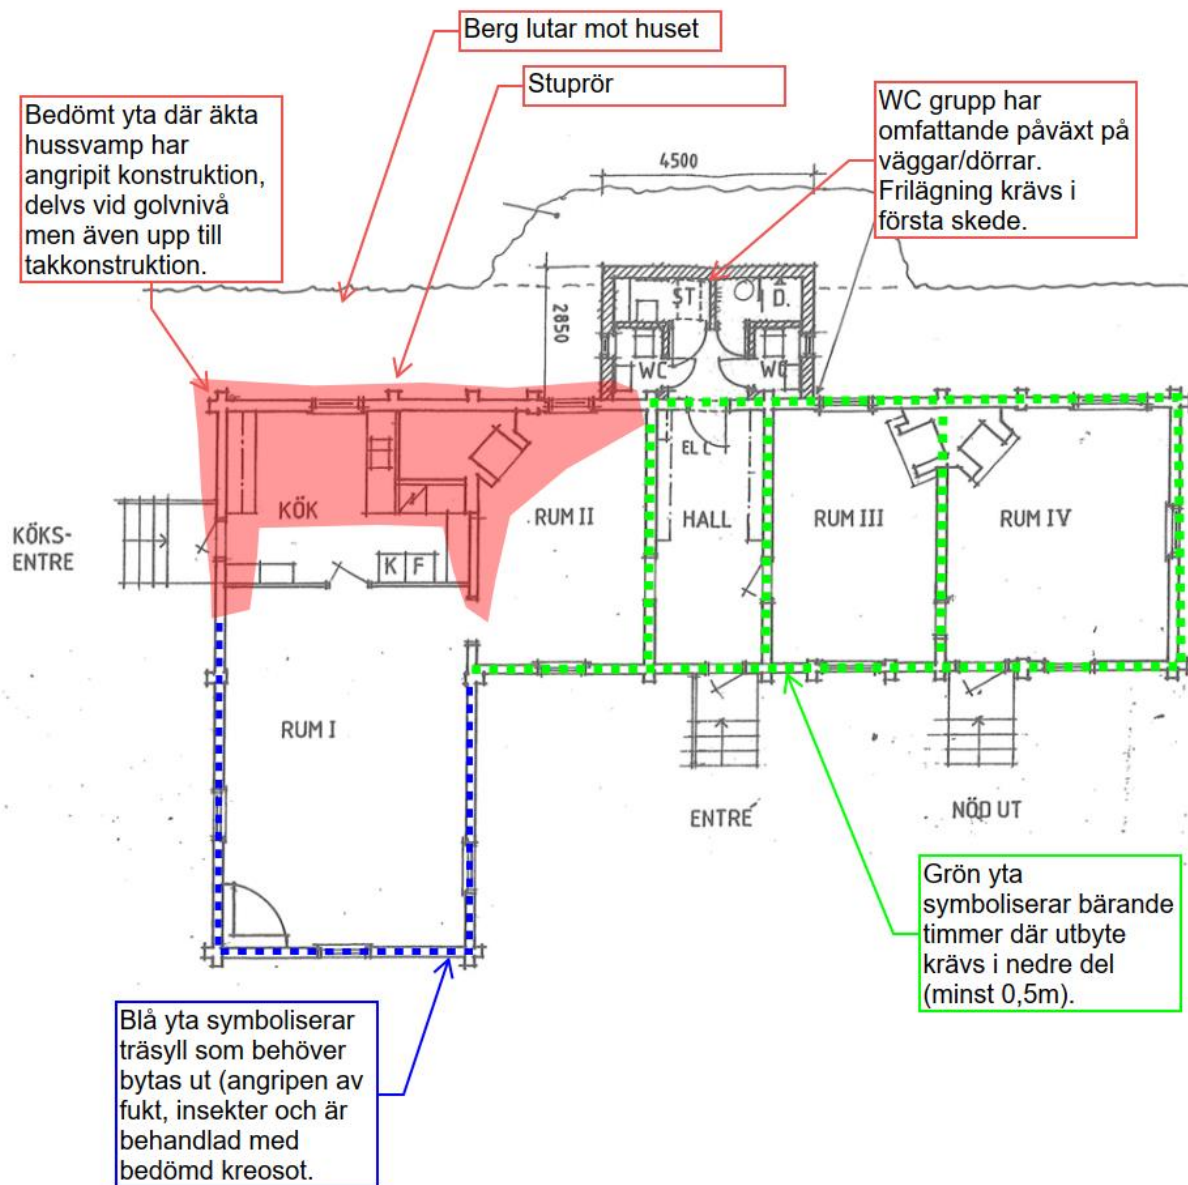 Berg lutar mot huset
Stuprör
Bedömt yta där äkta
hussvamp har
angripit konstruktion,
delvs vid golvnivå
men även upp till
takkonstruktion.
WC grupp har
omfattande påväxt på
väggar/dörrar.
Frilägning krävs i
första skede.
4500
2850
ST
D.
WC
WC
EL C
KÖK
RUM II
HALL
RUM III
RUM IV
KÖKS-
ENTRE
K F
RUM I
ENTRÉ
NÖD UT
Grön yta
symboliserar bärande
timmer där utbyte
krävs i nedre del
(minst 0,5m).
Blå yta symboliserar
träsyll som behöver
bytas ut (angripen av
fukt, insekter och är
behandlad med
bedömd kreosot.